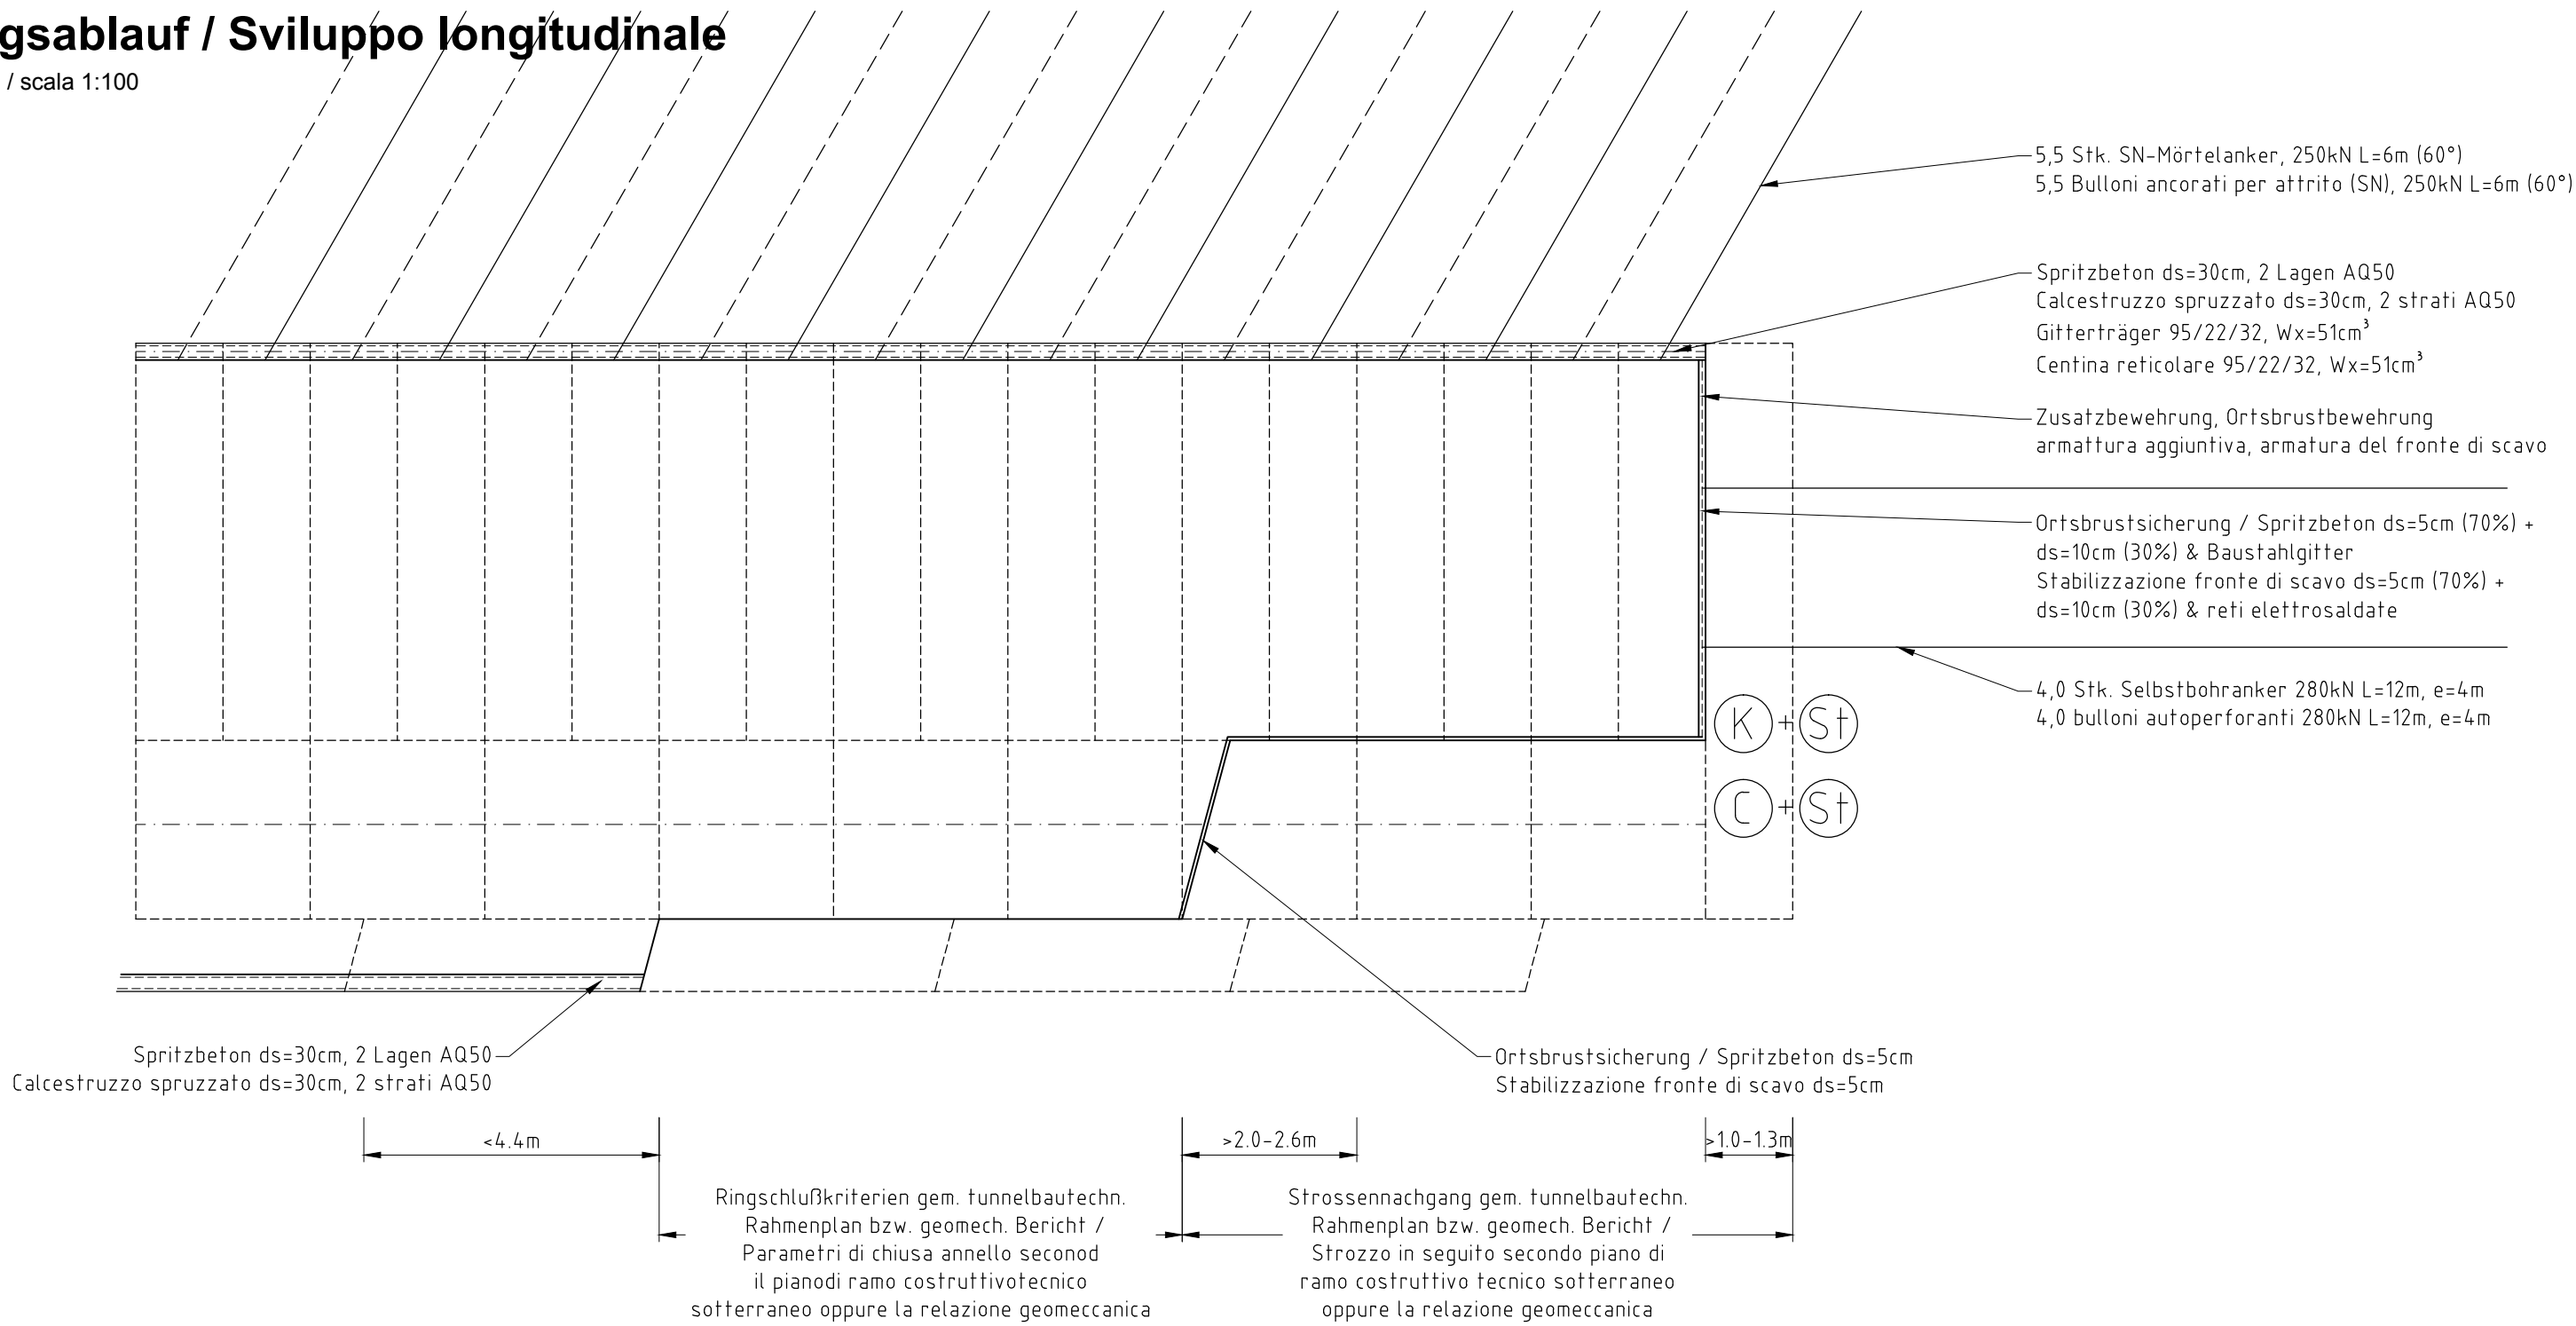 gsablauf / Sviluppo longitudinale
/ scala 1:100
5,5 Stk. SN-Mörtelanker, 250kN L=6m (60°)
5,5 Bulloni ancorati per attrito (SN), 250kN L=6m (60°)
Spritzbeton ds=30cm, 2 Lagen AQ50
Calcestruzzo spruzzato ds=30cm, 2 strati AQ50
Gitterträger 95/22/32, Wx=51cm³
Centina reticolare 95/22/32, Wx=51cm³
Zusatzbewehrung, Ortsbrustbewehrung
armattura aggiuntiva, armatura del fronte di scavo
Ortsbrustsicherung / Spritzbeton ds=5cm (70%) +
ds=10cm (30%) & Baustahlgitter
Stabilizzazione fronte di scavo ds=5cm (70%) +
ds=10cm (30%) & reti elettrosaldate
4,0 Stk. Selbstbohranker 280kN L=12m, e=4m
4,0 bulloni autoperforanti 280kN L=12m, e=4m
K + St
C + St
Spritzbeton ds=30cm, 2 Lagen AQ50
Calcestruzzo spruzzato ds=30cm, 2 strati AQ50
Ortsbrustsicherung / Spritzbeton ds=5cm
Stabilizzazione fronte di scavo ds=5cm
<4.4m
>2.0-2.6m
>1.0-1.3m
Ringschlußkriterien gem. tunnelbautechn.
Rahmenplan bzw. geomech. Bericht /
Parametri di chiusa annello seconod
il pianodi ramo costruttivotecnico
sotterraneo oppure la relazione geomeccanica
Strossennachgang gem. tunnelbautechn.
Rahmenplan bzw. geomech. Bericht /
Strozzo in seguito secondo piano di
ramo costruttivo tecnico sotterraneo
oppure la relazione geomeccanica